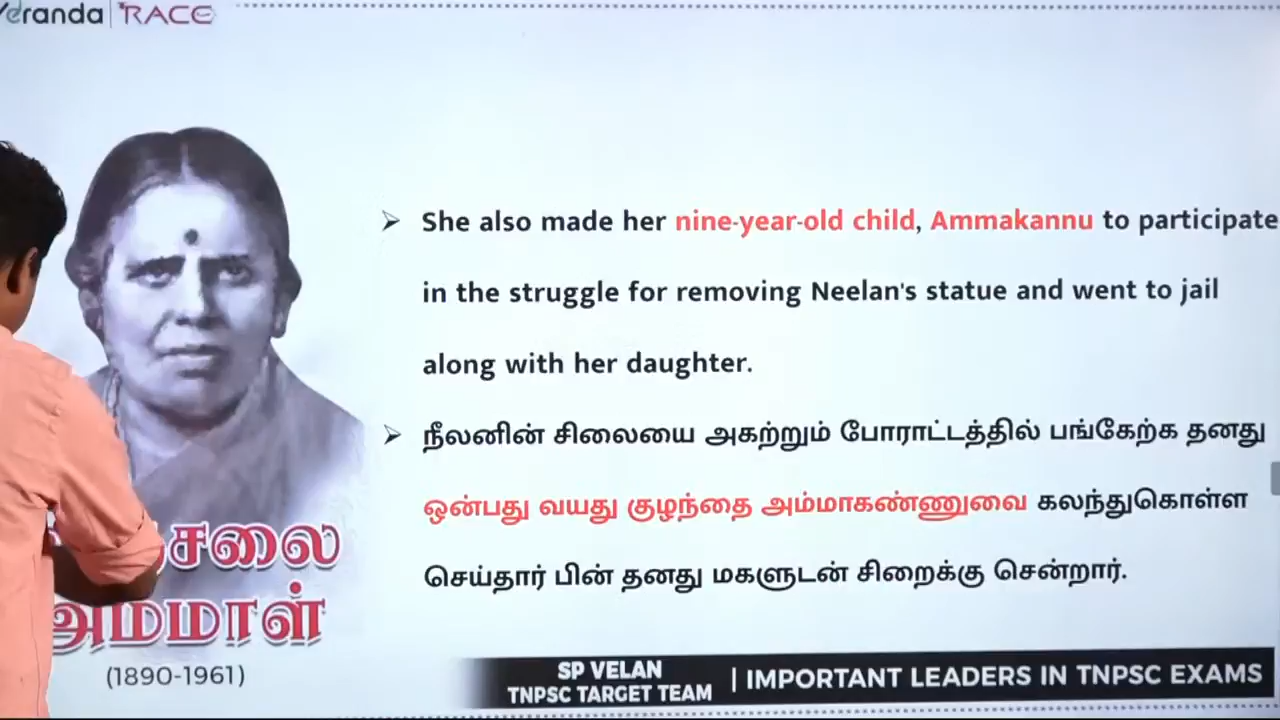 Veranda RACE
➢ She also made her nine-year-old child, Ammakannu to participate
in the struggle for removing Neelan's statue and went to jail
along with her daughter.
➢ நீலனின் சிலையை அகற்றும் போராட்டத்தில் பங்கேற்க தனது
ஒன்பது வயது குழந்தை அம்மாகண்ணுவை கலந்துகொள்ள
செய்தார் பின் தனது மகளுடன் சிறைக்கு சென்றார்.
அம்மாள்
(1890-1961)
SP VELAN
TNPSC TARGET TEAM
| IMPORTANT LEADERS IN TNPSC EXAMS